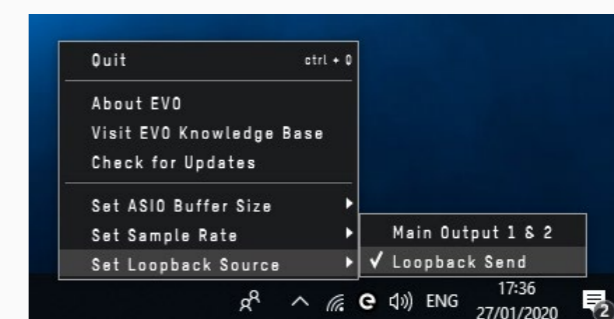 Quit ctrl + Q
About EVO
Visit EVO Knowledge Base
Check for Updates
Set ASIO Buffer Size
Set Sample Rate
Set Loopback Source
Main Output 1 & 2
✓ Loopback Send
ENG
17:36
27/01/2020
2